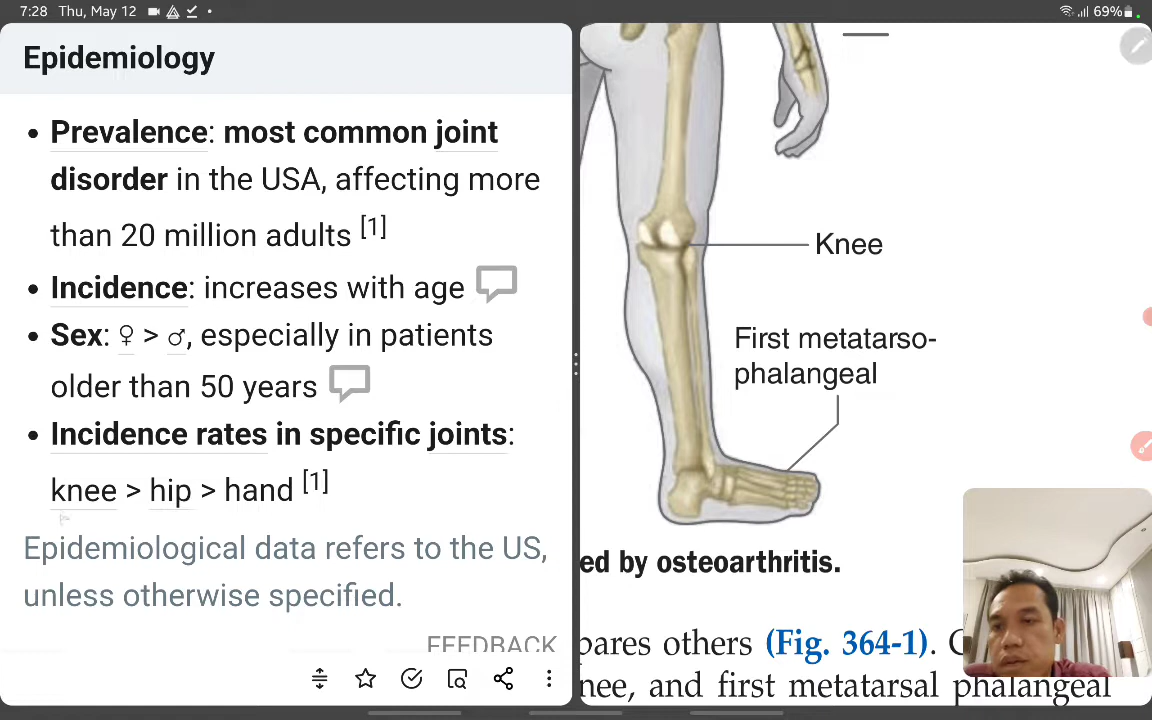 7:28 Thu, May 12
69%
Epidemiology
• Prevalence: most common joint
disorder in the USA, affecting more
than 20 million adults [1]
• Incidence: increases with age
• Sex: ♀ > ♂, especially in patients
older than 50 years
• Incidence rates in specific joints:
knee > hip > hand [1]
Epidemiological data refers to the US,
unless otherwise specified.
FEEDBACK
Knee
First metatarso-
phalangeal
ed by osteoarthritis.
pares others (Fig. 364-1). C
nee, and first metatarsal phalangeal